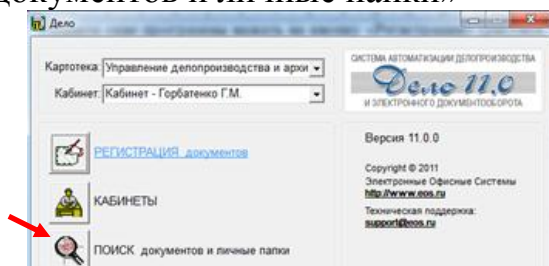 документов и личные папки»
Дело
Картотека: Управление делопроизводства и архи
Кабинет: Кабинет - Горбатенко Г.М.
СИСТЕМА АВТОМАТИЗАЦИИ ДЕЛОПРОИЗВОДСТВА
Дело 11.0
И ЭЛЕКТРОННОГО ДОКУМЕНТООБОРОТА
РЕГИСТРАЦИЯ документов
КАБИНЕТЫ
ПОИСК документов и личные папки
Версия 11.0.0
Copyright © 2011
Электронные Офисные Системы
http://www.eos.ru
Техническая поддержка:
support@eos.ru